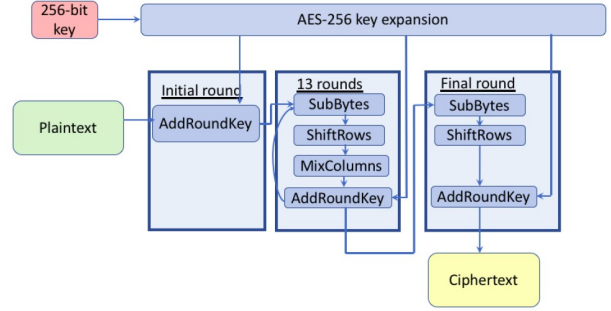 256-bit
key
AES-256 key expansion
Initial round
13 rounds
Final round
Plaintext
AddRoundKey
SubBytes
ShiftRows
MixColumns
AddRoundKey
SubBytes
ShiftRows
AddRoundKey
Ciphertext